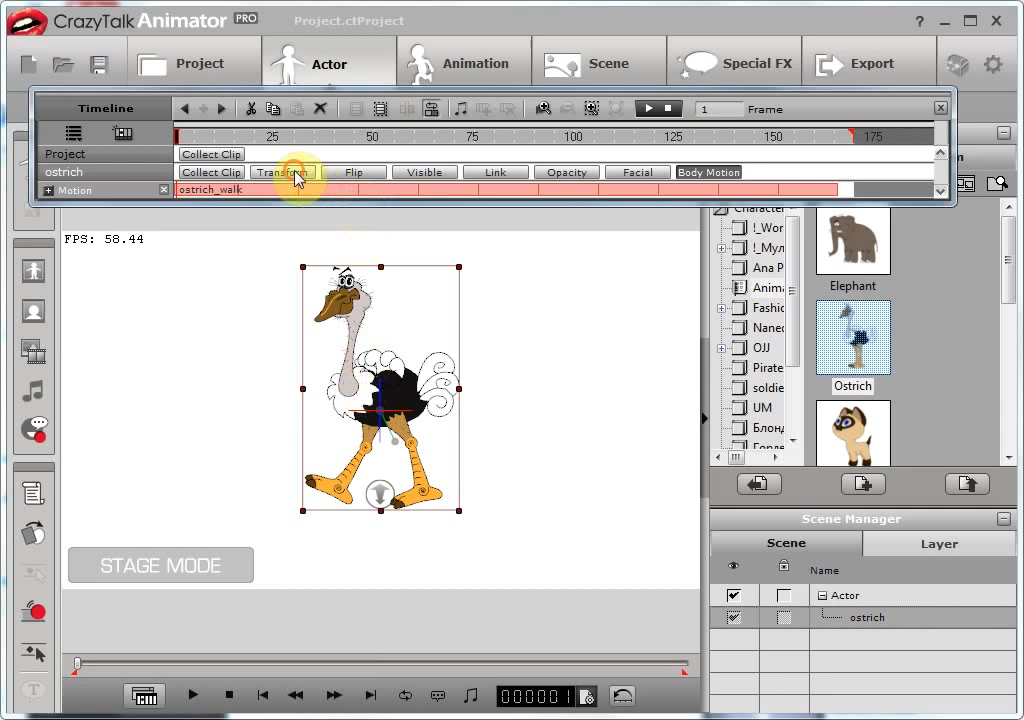 CrazyTalk Animator PRO Project.ctProject
Project Actor Animation Scene Special FX Export
Timeline 1 Frame
25 50 75 100 125 150 175
Project Collect Clip
ostrich Collect Clip Transform Flip Visible Link Opacity Facial Body Motion
Motion ostrich_walk
FPS: 58.44
!_Wor
!_Мул
Ana P
Anima
Fashic
OJJ
Pirate
soldie
UM
Блонд
Elephant
Ostrich
STAGE MODE
Scene Manager
Scene Layer
Name
Actor
ostrich
000001